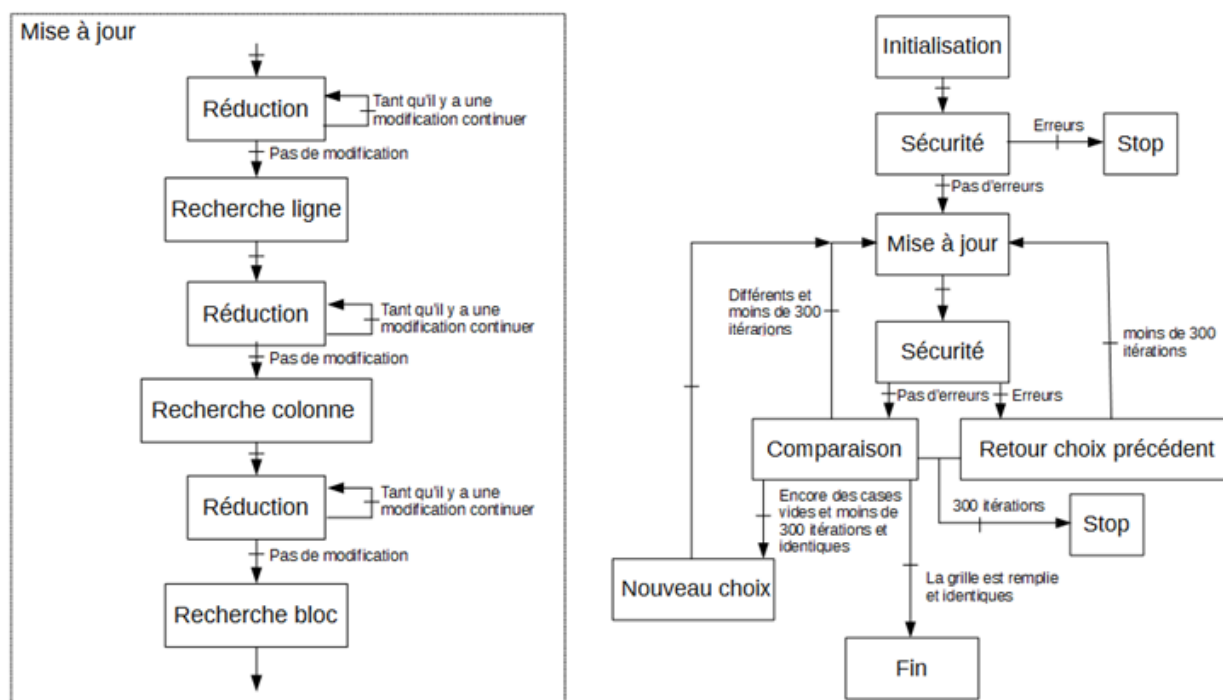 Mise à jour
Réduction
Tant qu'il y a une
modification continuer
Pas de modification
Recherche ligne
Réduction
Tant qu'il y a une
modification continuer
Pas de modification
Recherche colonne
Réduction
Tant qu'il y a une
modification continuer
Pas de modification
Recherche bloc
Initialisation
Sécurité
Erreurs
Stop
Pas d'erreurs
Mise à jour
Différents et
moins de 300
itérarions
moins de 300
itérations
Sécurité
Pas d'erreurs
Erreurs
Comparaison
Retour choix précédent
Encore des cases
vides et moins de
300 itérations et
identiques
300 itérations
Stop
Nouveau choix
La grille est remplie
et identiques
Fin